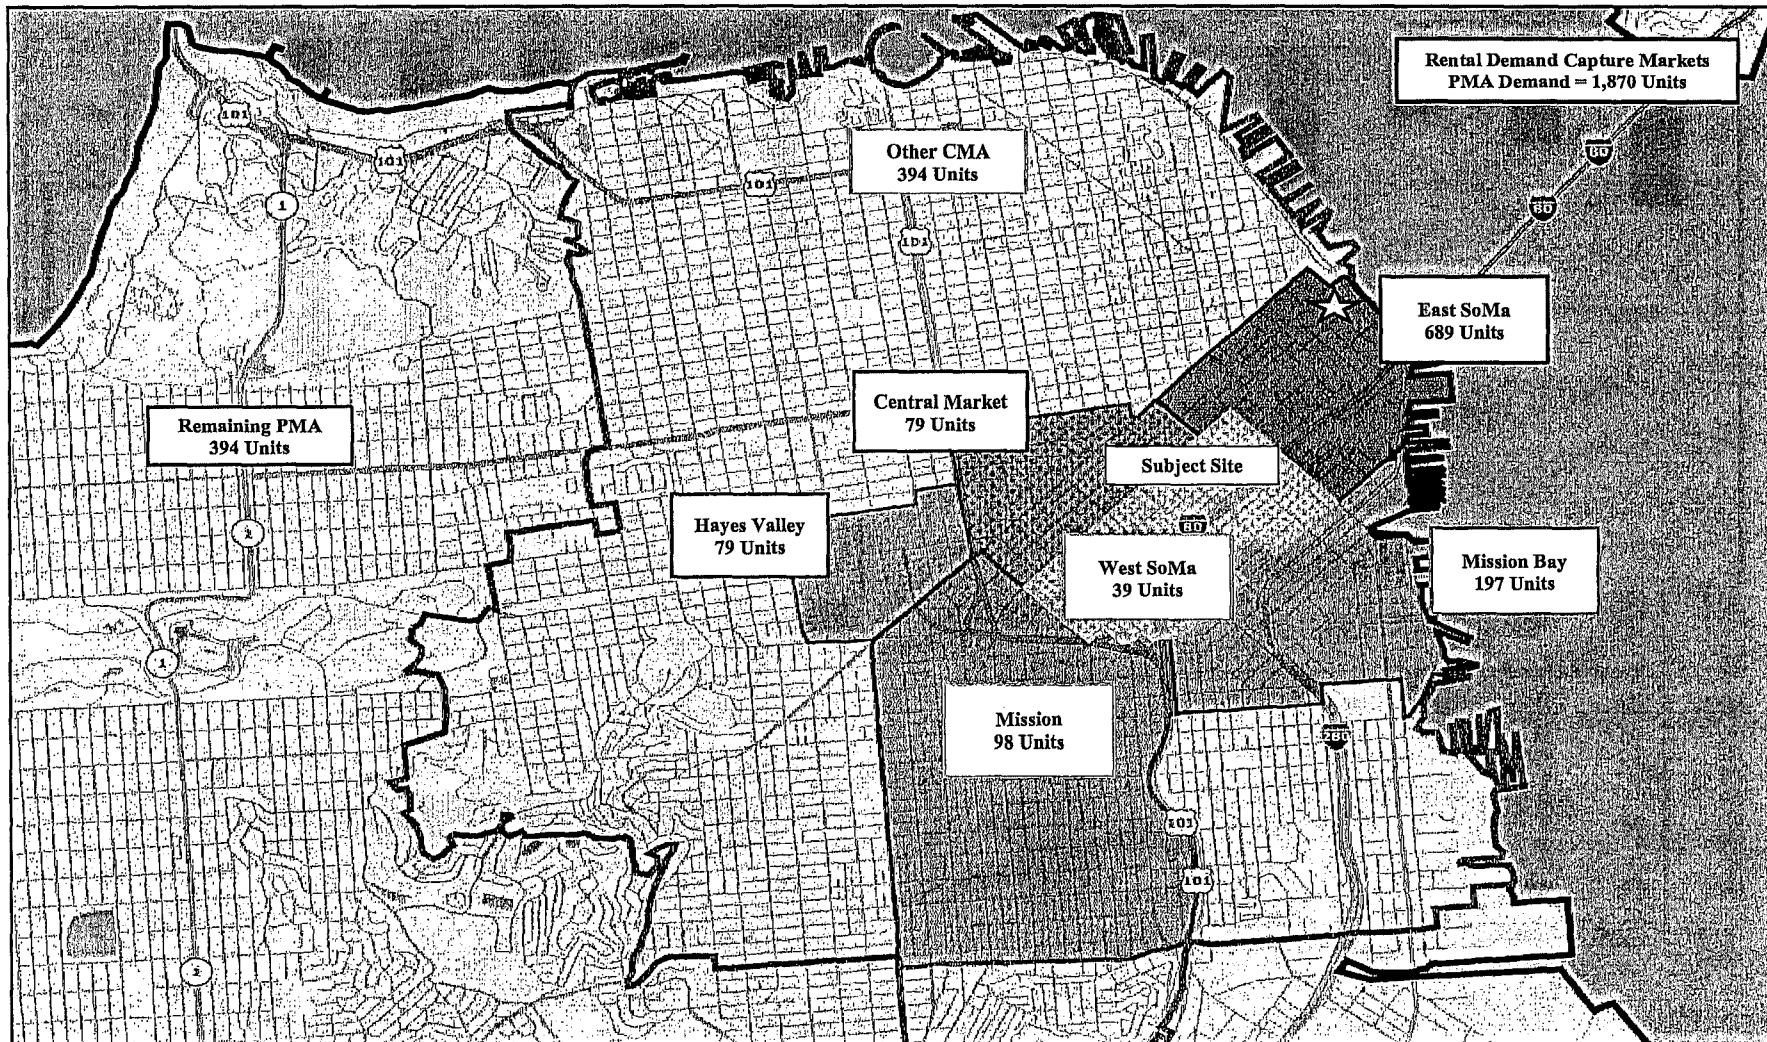 Rental Demand Capture Markets
PMA Demand = 1,870 Units
101
101
1
101
Other CMA
394 Units
101
80
80
East SoMa
689 Units
Central Market
79 Units
Remaining PMA
394 Units
Subject Site
Hayes Valley
79 Units
80
West SoMa
39 Units
Mission Bay
197 Units
1
Mission
98 Units
280
101
101